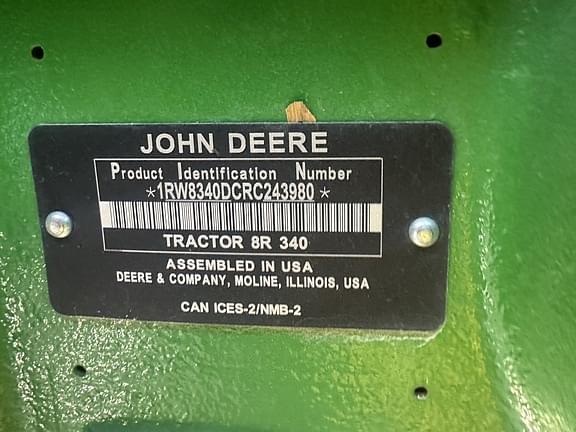 JOHN DEERE
Product Identification Number
*1RW8340DCRC243980*
TRACTOR 8R 340
ASSEMBLED IN USA
DEERE & COMPANY, MOLINE, ILLINOIS, USA
CAN ICES-2/NMB-2